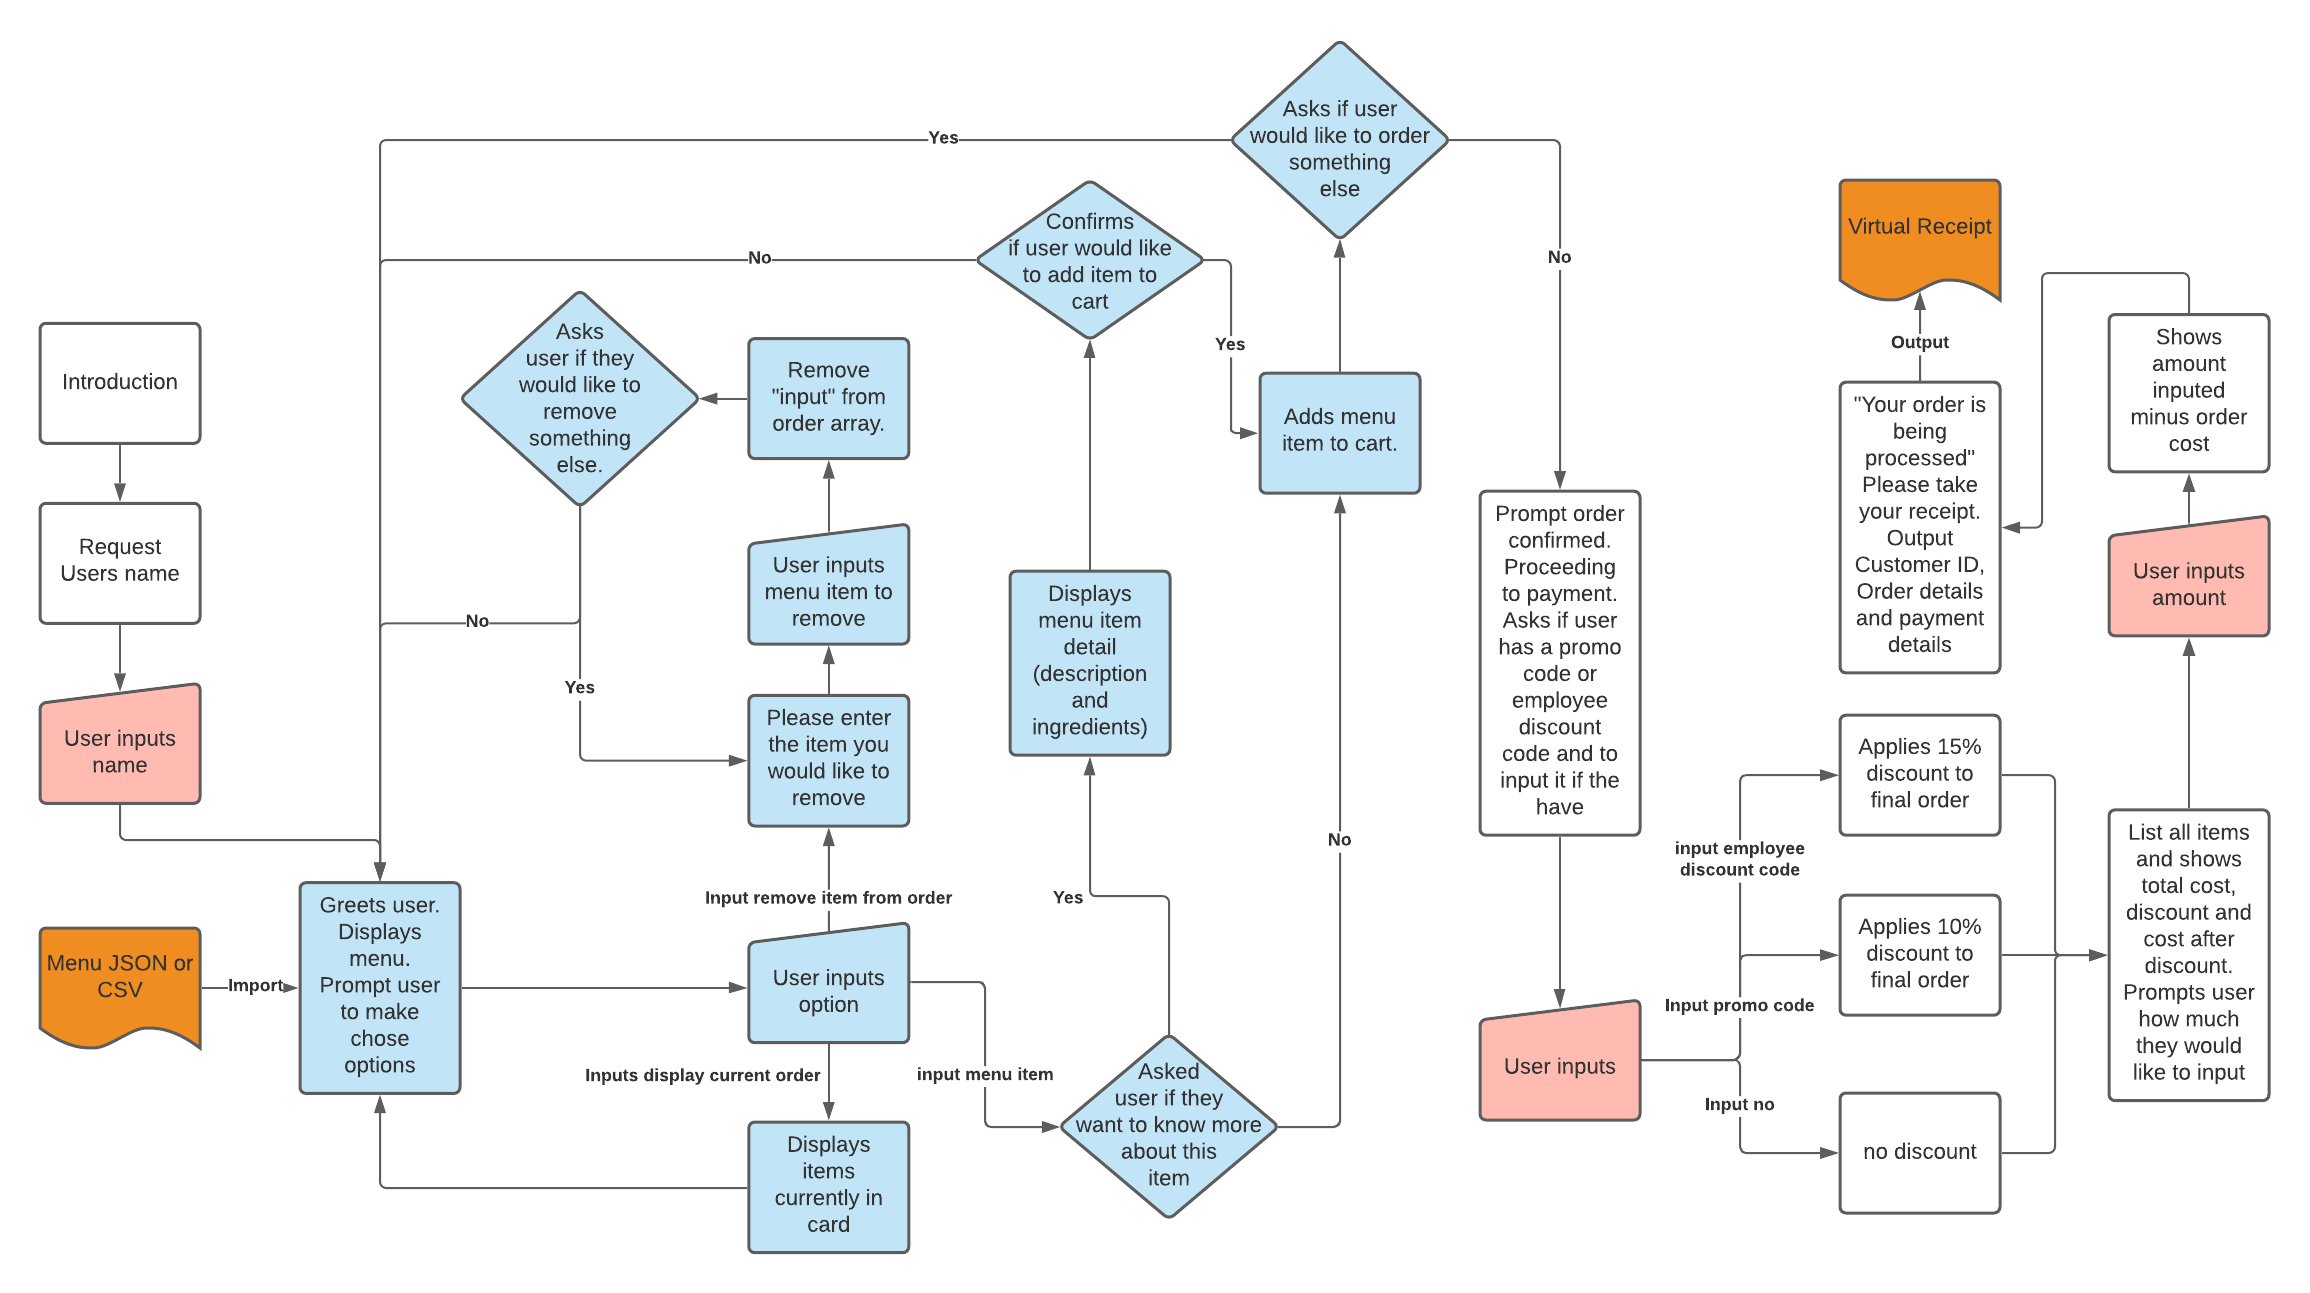 Introduction
Request
Users name
User inputs
name
Menu JSON or
CSV
Import
Greets user.
Displays
menu.
Prompt user
to make
chose
options
User inputs
option
Inputs display current order
Displays
items
currently in
card
Input remove item from order
Please enter
the item you
would like to
remove
User inputs
menu item to
remove
Remove
"input" from
order array.
Asks
user if they
would like to
remove
something
else.
No
Yes
input menu item
Asked
user if they
want to know more
about this
item
Yes
No
Displays
menu item
detail
(description
and
ingredients)
Confirms
if user would like
to add item to
cart
No
Yes
Adds menu
item to cart.
Asks if user
would like to order
something
else
Yes
No
Prompt order
confirmed.
Proceeding
to payment.
Asks if user
has a promo
code or
employee
discount
code and to
input it if the
have
User inputs
input employee
discount code
Input promo code
Input no
Applies 15%
discount to
final order
Applies 10%
discount to
final order
no discount
List all items
and shows
total cost,
discount and
cost after
discount.
Prompts user
how much
they would
like to input
User inputs
amount
Shows
amount
inputed
minus order
cost
"Your order is
being
processed"
Please take
your receipt.
Output
Customer ID,
Order details
and payment
details
Output
Virtual Receipt